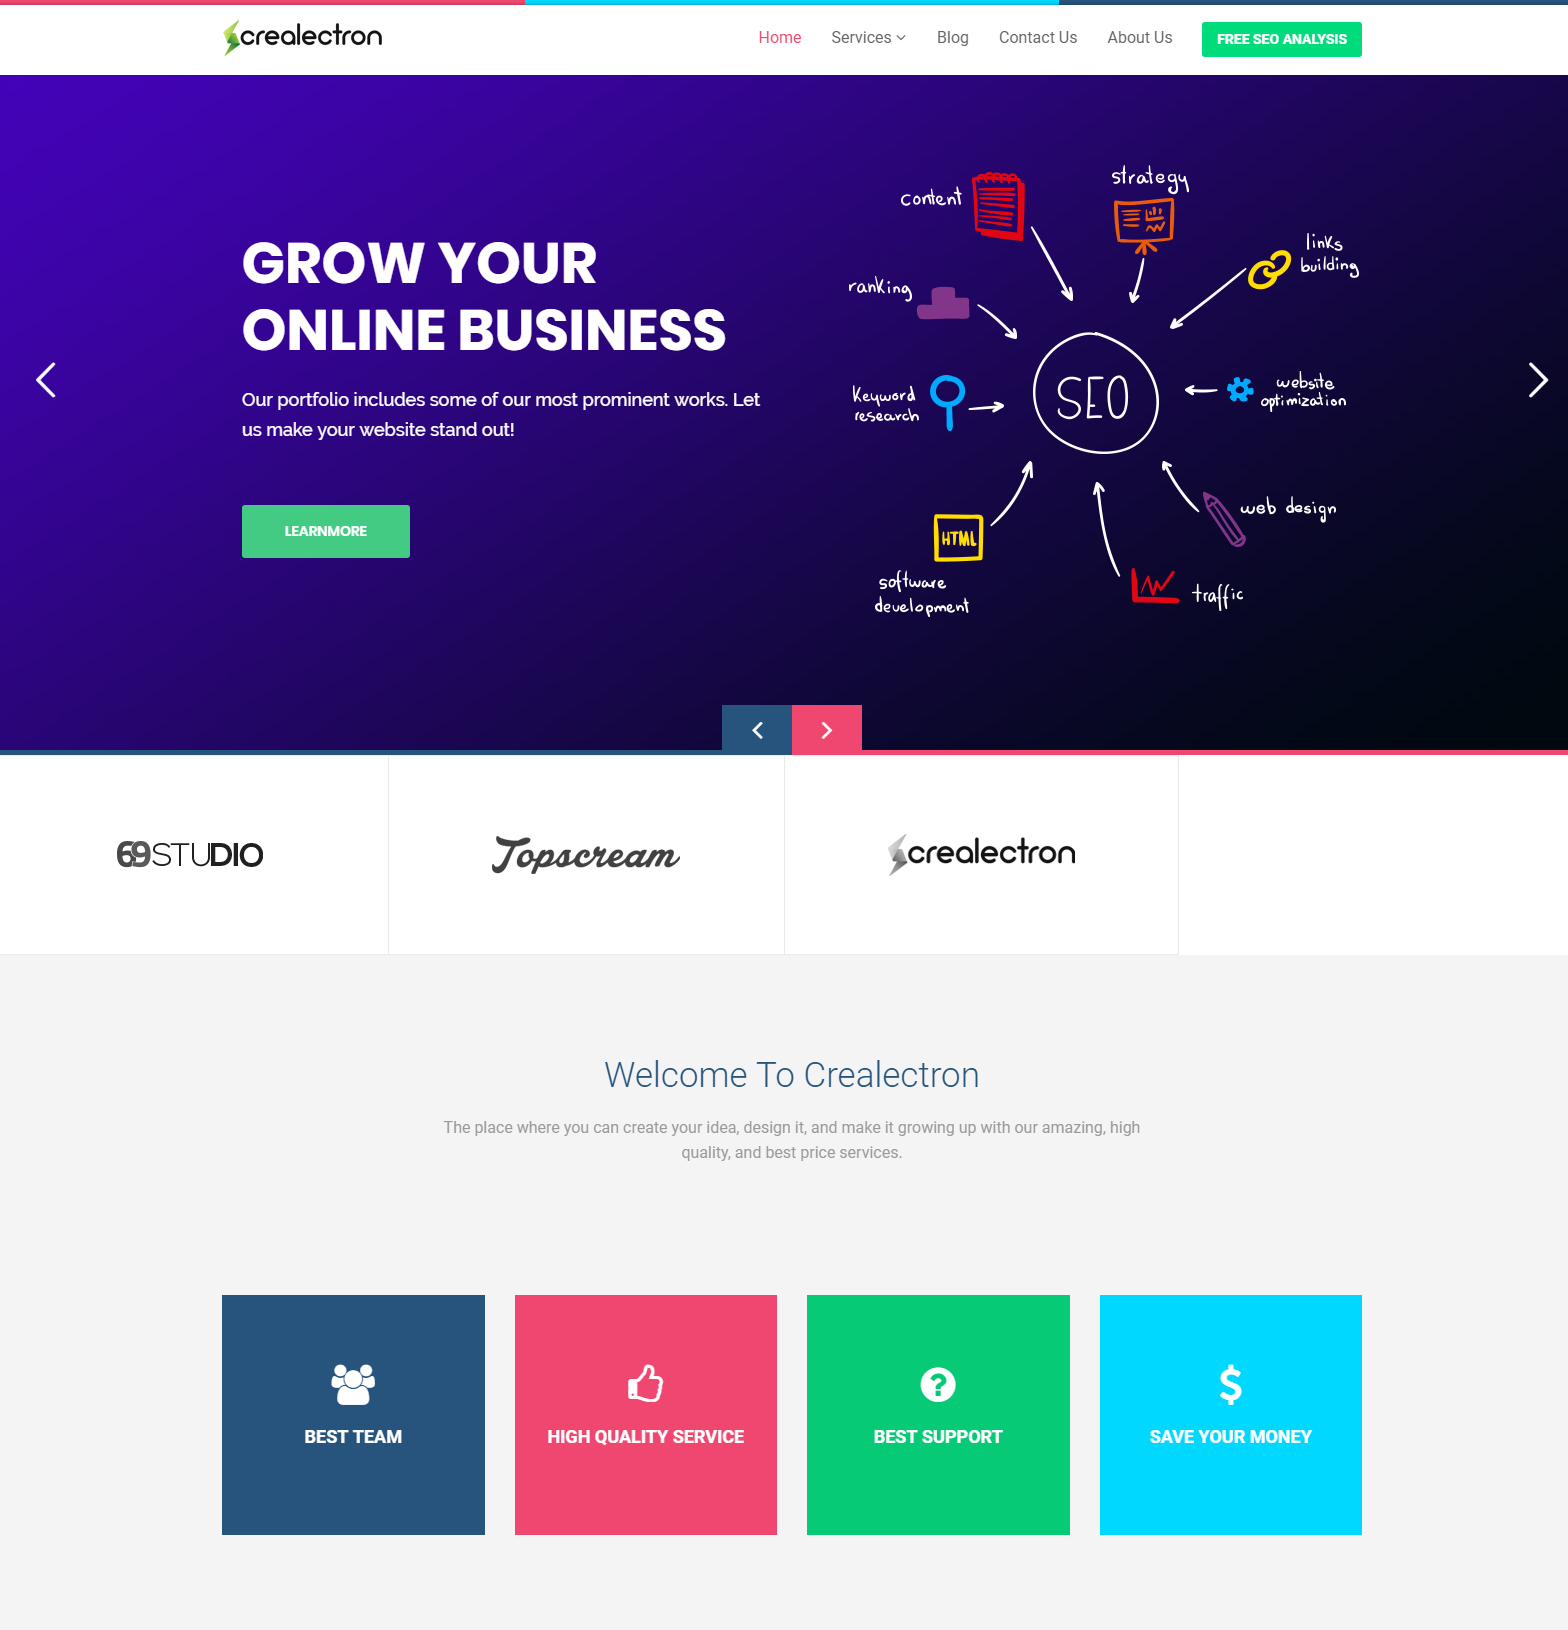 crealectron
Home Services Blog Contact Us About Us FREE SEO ANALYSIS
GROW YOUR
ONLINE BUSINESS
Our portfolio includes some of our most prominent works. Let
us make your website stand out!
LEARNMORE
content
strategy
links
building
ranking
Keyword
research
SEO
website
optimization
web design
HTML
software
development
traffic
69STUDIO
Topscream
crealectron
Welcome To Crealectron
The place where you can create your idea, design it, and make it growing up with our amazing, high
quality, and best price services.
BEST TEAM
HIGH QUALITY SERVICE
BEST SUPPORT
SAVE YOUR MONEY